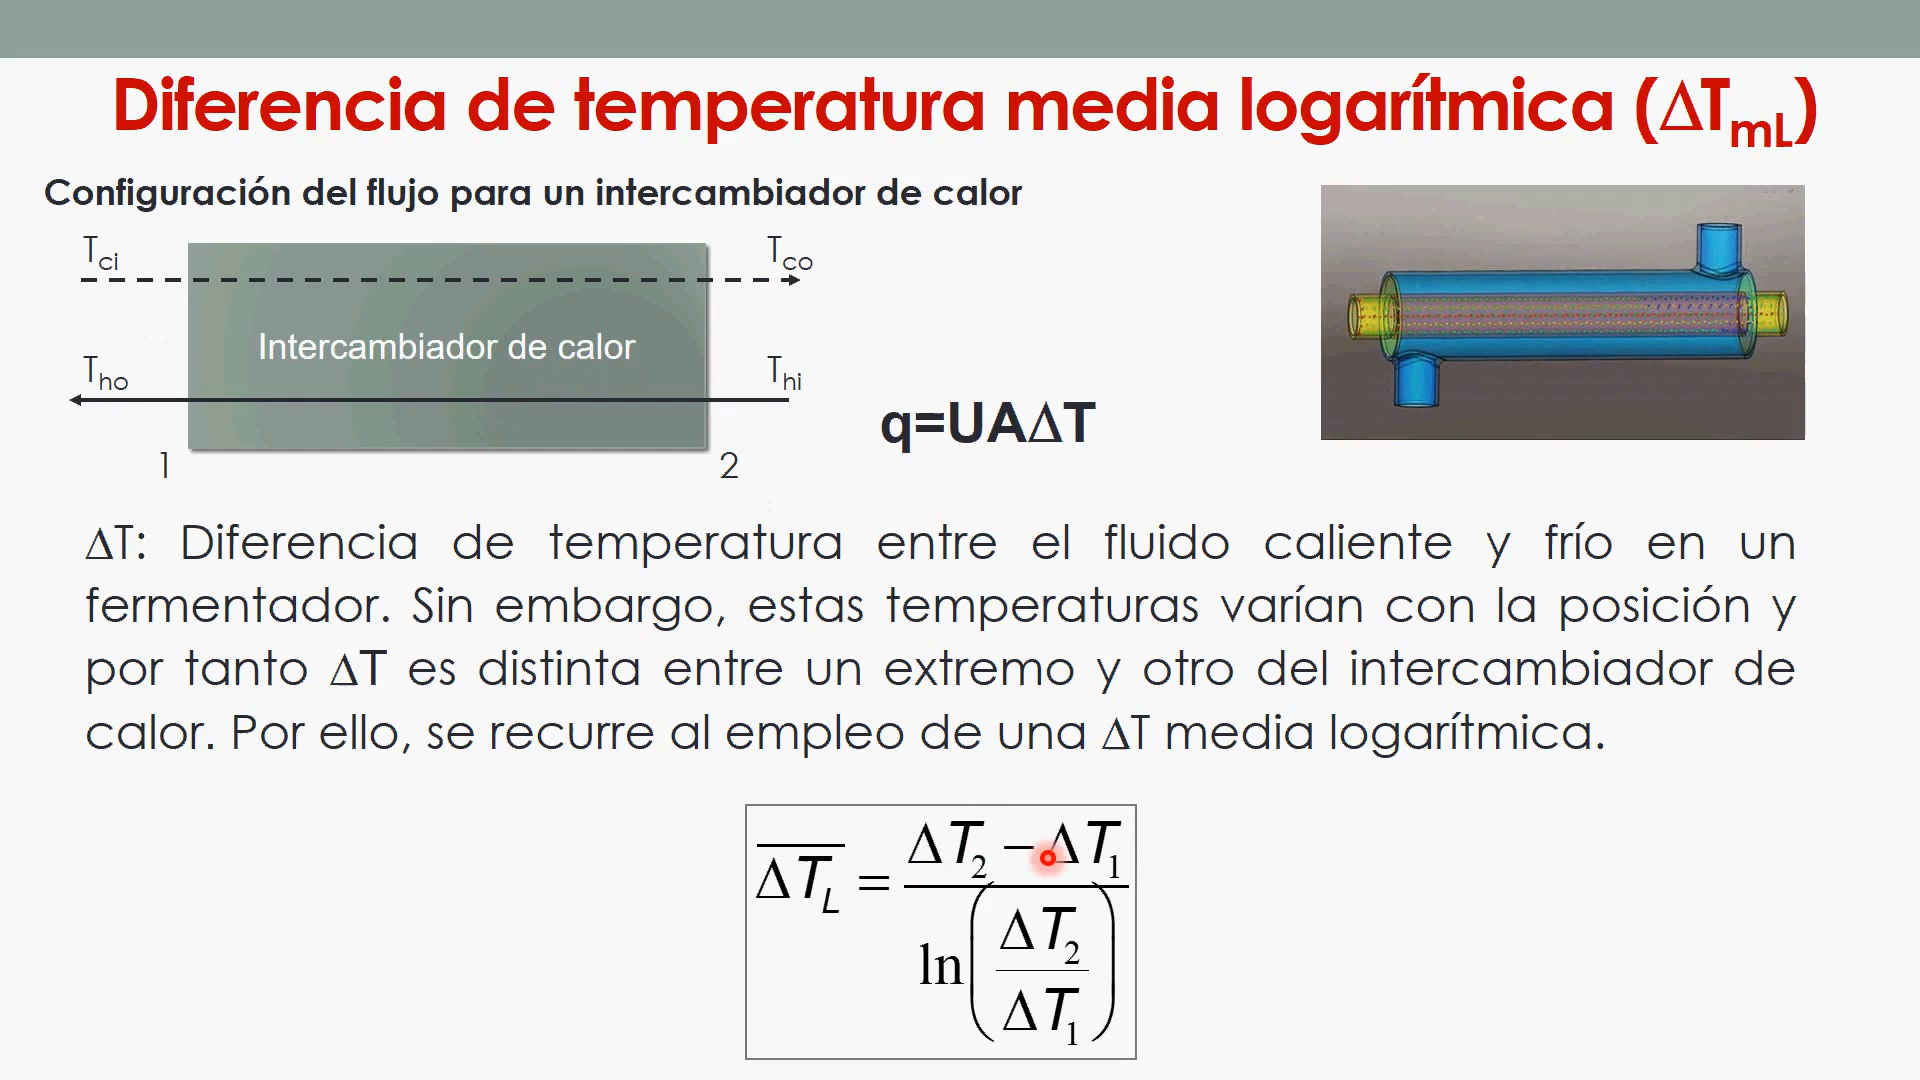 Diferencia de temperatura media logarítmica (ΔTmL)
Configuración del flujo para un intercambiador de calor
Tci
Tco
Intercambiador de calor
Tho
Thi
q=UAΔT
1
2
ΔT: Diferencia de temperatura entre el fluido caliente y frío en un
fermentador. Sin embargo, estas temperaturas varían con la posición y
por tanto ΔT es distinta entre un extremo y otro del intercambiador de
calor. Por ello, se recurre al empleo de una ΔT media logarítmica.
ΔT2 − ΔT1
ΔTL =
ln(ΔT2/ΔT1)